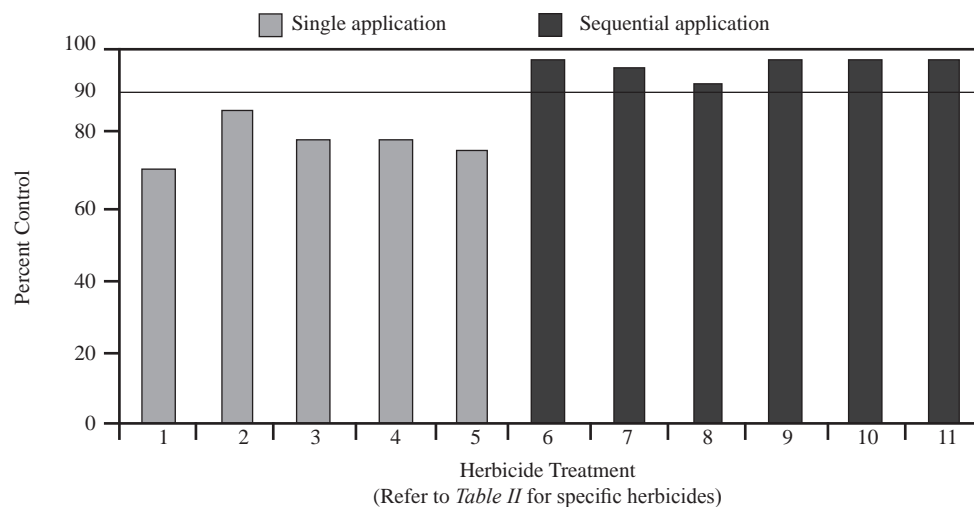 Single application
Sequential application
100
90
80
60
40
20
0
Percent Control
1 2 3 4 5 6 7 8 9 10 11
Herbicide Treatment
(Refer to Table II for specific herbicides)